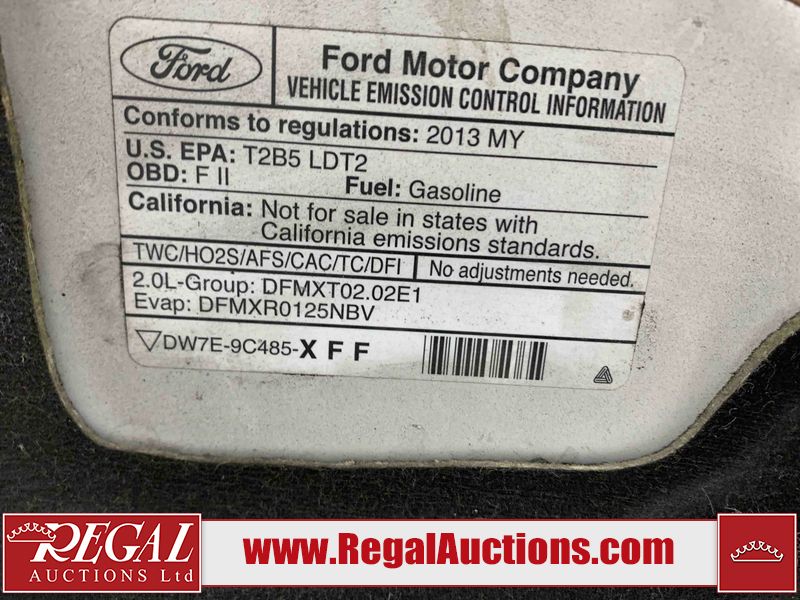 Ford
Ford Motor Company
VEHICLE EMISSION CONTROL INFORMATION
Conforms to regulations: 2013 MY
U.S. EPA: T2B5 LDT2
OBD: F II Fuel: Gasoline
California: Not for sale in states with
California emissions standards.
TWC/HO2S/AFS/CAC/TC/DFI No adjustments needed.
2.0L-Group: DFMXT02.02E1
Evap: DFMXR0125NBV
DW7E-9C485-X F F
REGAL
AUCTIONS Ltd
www.RegalAuctions.com